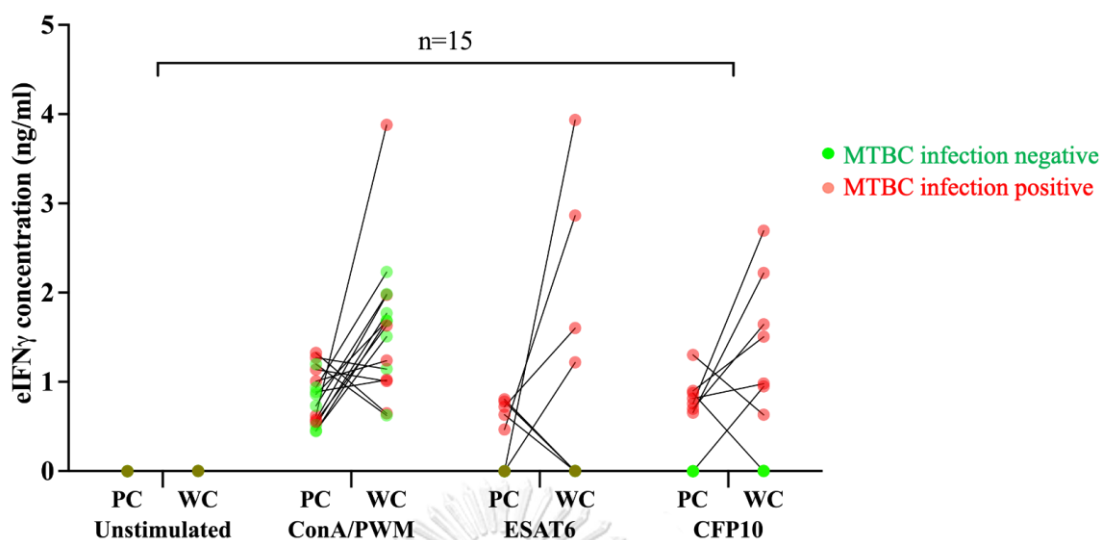 5
n=15
4
3
2
1
0
eIFNγ concentration (ng/ml)
MTBC infection negative
MTBC infection positive
PC WC PC WC PC WC PC WC
Unstimulated ConA/PWM ESAT6 CFP10